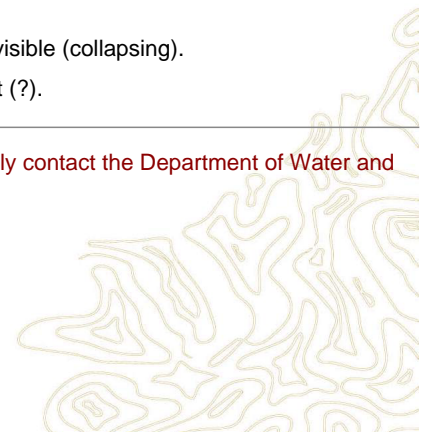 visible (collapsing).
t (?).
ly contact the Department of Water and